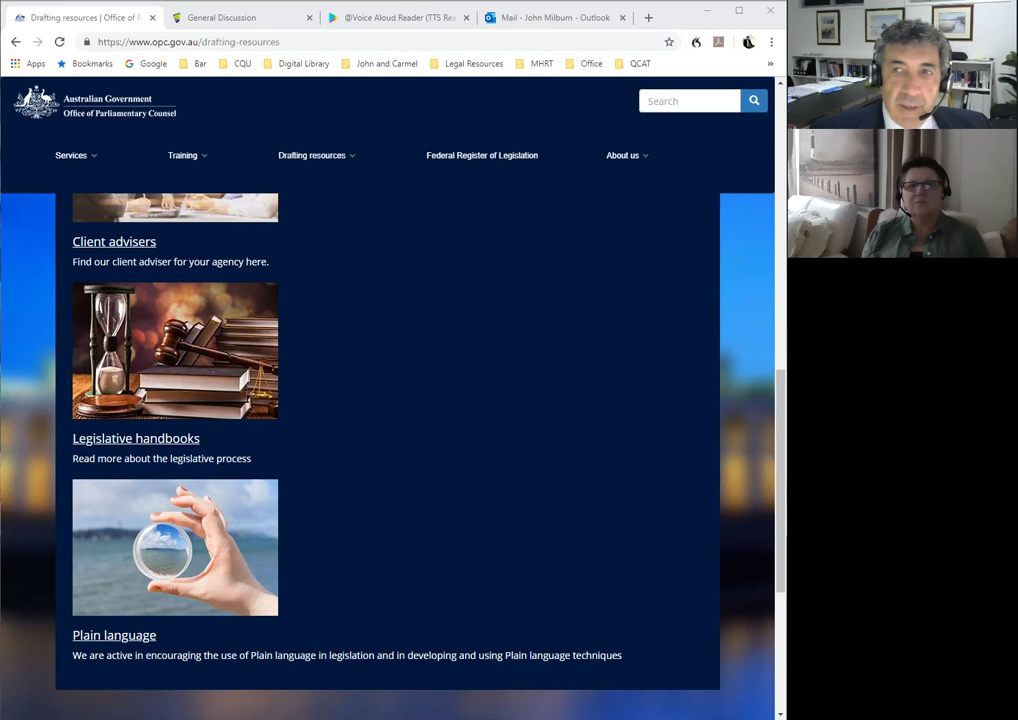 Drafting resources | Office of P
General Discussion
@Voice Aloud Reader (TTS Rea
Mail - John Milburn - Outlook
https://www.opc.gov.au/drafting-resources
Apps
Bookmarks
Google
Bar
CQU
Digital Library
John and Carmel
Legal Resources
MHRT
Office
QCAT
»
Australian Government
Office of Parliamentary Counsel
Search
Services
Training
Drafting resources
Federal Register of Legislation
About us
Client advisers
Find our client adviser for your agency here.
Legislative handbooks
Read more about the legislative process
Plain language
We are active in encouraging the use of Plain language in legislation and in developing and using Plain language techniques